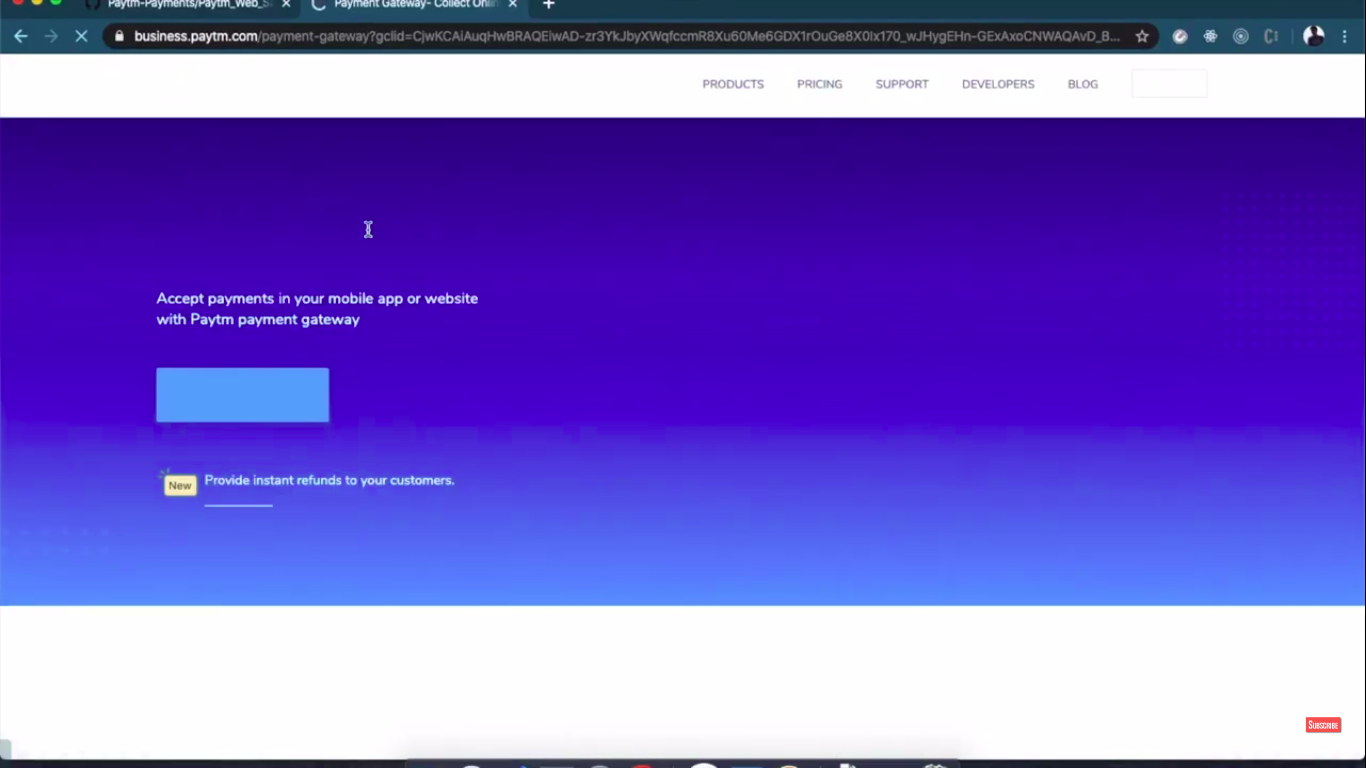 Paytm-Payments/Paytm_Web_S
Payment Gateway- Collect Onlin
business.paytm.com/payment-gateway?gclid=CjwKCAiAuqHwBRAQEiwAD-zr3YkJbyXWqfccmR8Xu60Me6GDX1rOuGe8X0lx170_wJHygEHn-GExAxoCNWAQAvD_B...
PRODUCTS
PRICING
SUPPORT
DEVELOPERS
BLOG
Accept payments in your mobile app or website
with Paytm payment gateway
New
Provide instant refunds to your customers.
SUBSCRIBE